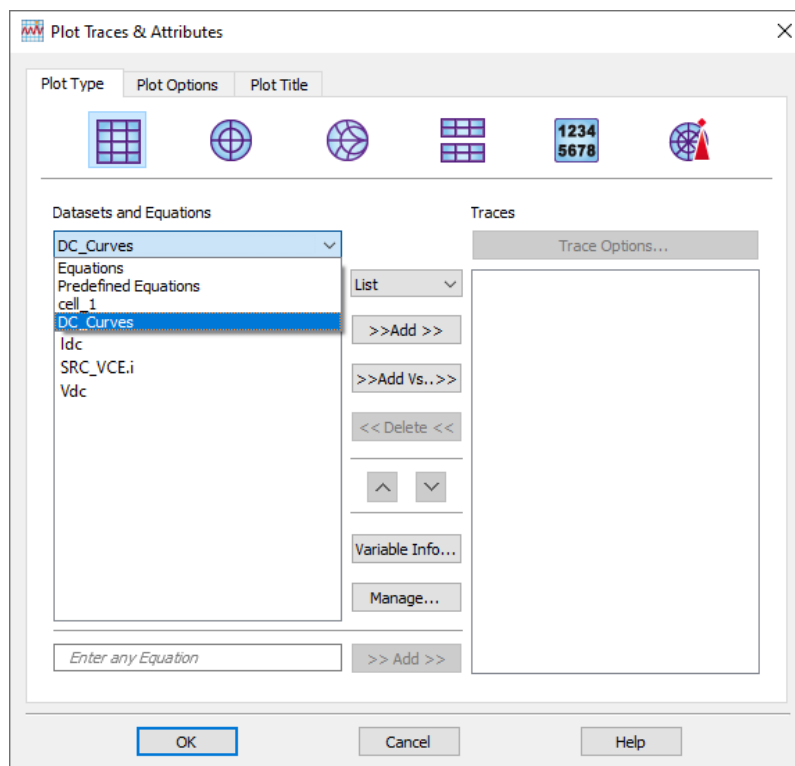 Plot Traces & Attributes
Plot Type
Plot Options
Plot Title
1234
5678
Datasets and Equations
Traces
DC_Curves
Trace Options...
Equations
Predefined Equations
cell_1
DC_Curves
Idc
SRC_VCE.i
Vdc
List
>>Add >>
>>Add Vs..>>
<< Delete <<
Variable Info...
Manage...
Enter any Equation
>> Add >>
OK
Cancel
Help